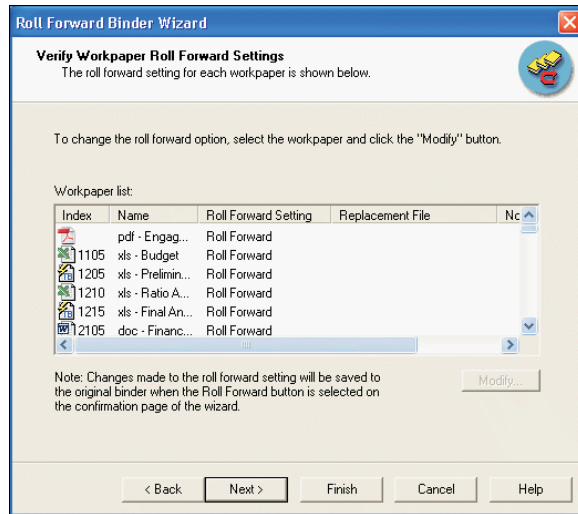 Roll Forward Binder Wizard
Verify Workpaper Roll Forward Settings
The roll forward setting for each workpaper is shown below.
To change the roll forward option, select the workpaper and click the "Modify" button.
Workpaper list:
Index Name Roll Forward Setting Replacement File Nc
pdf - Engag... Roll Forward
1105 xls - Budget Roll Forward
1205 xls - Prelimin... Roll Forward
1210 xls - Ratio A... Roll Forward
1215 xls - Final An... Roll Forward
2105 doc - Financ... Roll Forward
Note: Changes made to the roll forward setting will be saved to
the original binder when the Roll Forward button is selected on
the confirmation page of the wizard.
Modify...
< Back Next > Finish Cancel Help